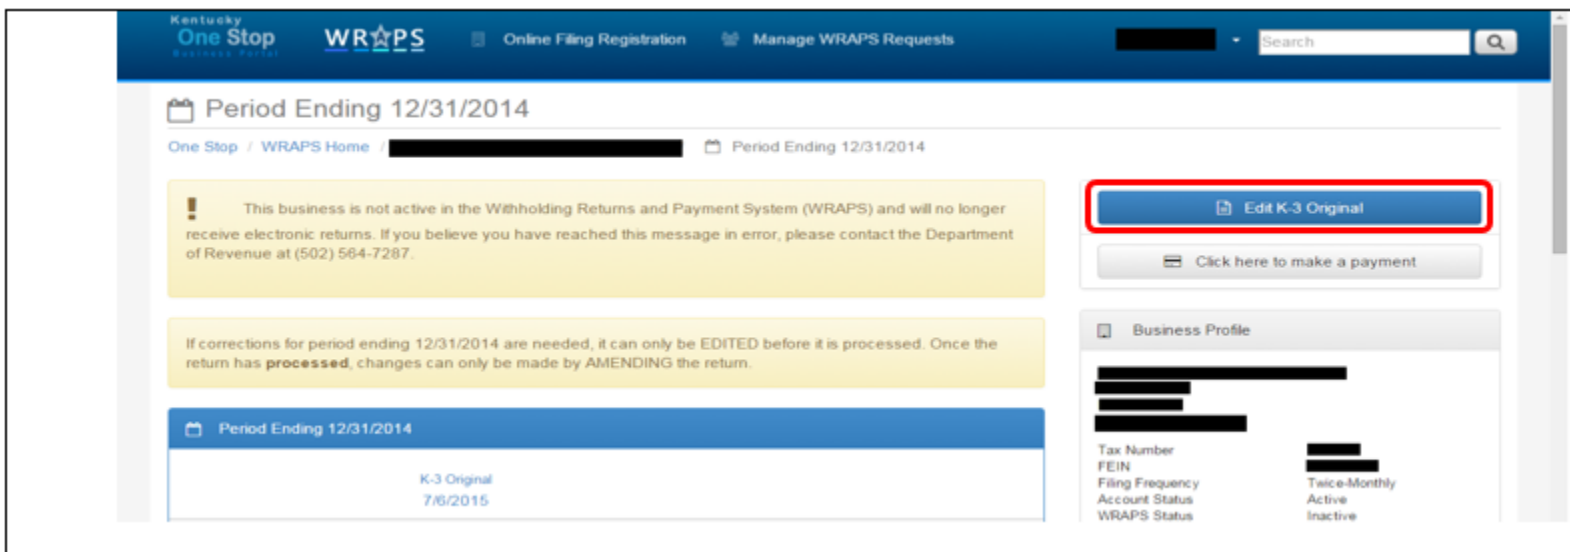 Kentucky
One Stop
Business Portal
WRAPS
Online Filing Registration
Manage WRAPS Requests
Search
Period Ending 12/31/2014
One Stop / WRAPS Home /
Period Ending 12/31/2014
! This business is not active in the Withholding Returns and Payment System (WRAPS) and will no longer
receive electronic returns. If you believe you have reached this message in error, please contact the Department
of Revenue at (502) 564-7287.
If corrections for period ending 12/31/2014 are needed, it can only be EDITED before it is processed. Once the
return has processed, changes can only be made by AMENDING the return.
Period Ending 12/31/2014
K-3 Original
7/6/2015
Edit K-3 Original
Click here to make a payment
Business Profile
Tax Number
FEIN
Filing Frequency Twice-Monthly
Account Status Active
WRAPS Status Inactive